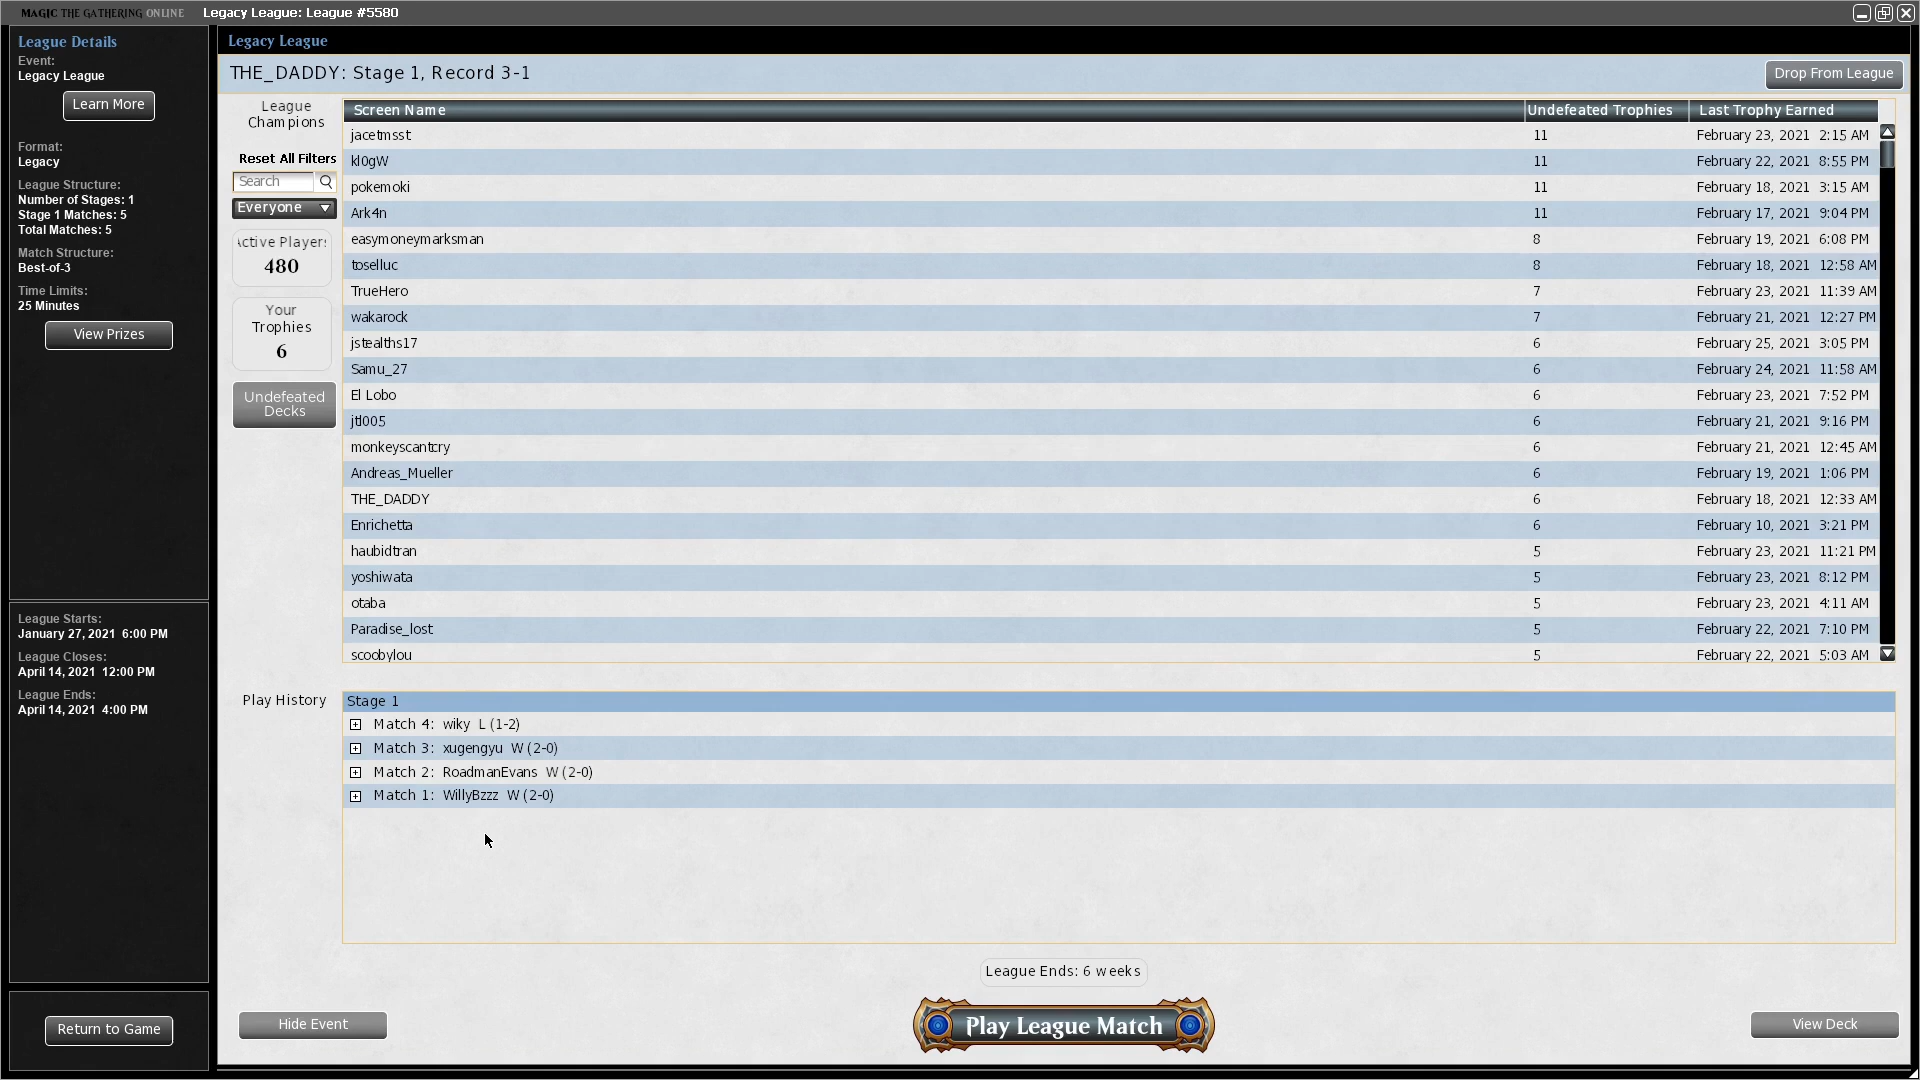 MAGIC THE GATHERING ONLINE Legacy League: League #5580
League Details
Event:
Legacy League
Learn More
Format:
Legacy
League Structure:
Number of Stages: 1
Stage 1 Matches: 5
Total Matches: 5
Match Structure:
Best-of-3
Time Limits:
25 Minutes
View Prizes
League Starts:
January 27, 2021 6:00 PM
League Closes:
April 14, 2021 12:00 PM
League Ends:
April 14, 2021 4:00 PM
Return to Game
Legacy League
THE_DADDY: Stage 1, Record 3-1
Drop From League
League
Champions
Reset All Filters
Search
Everyone
Active Players
480
Your
Trophies
6
Undefeated
Decks
Screen Name Undefeated Trophies Last Trophy Earned
jacetmsst 11 February 23, 2021 2:15 AM
kl0gW 11 February 22, 2021 8:55 PM
pokemoki 11 February 18, 2021 3:15 AM
Ark4n 11 February 17, 2021 9:04 PM
easymoneymarksman 8 February 19, 2021 6:08 PM
toselluc 8 February 18, 2021 12:58 AM
TrueHero 7 February 23, 2021 11:39 AM
wakarock 7 February 21, 2021 12:27 PM
jstealths17 6 February 25, 2021 3:05 PM
Samu_27 6 February 24, 2021 11:58 AM
El Lobo 6 February 23, 2021 7:52 PM
jtl005 6 February 21, 2021 9:16 PM
monkeyscantcry 6 February 21, 2021 12:45 AM
Andreas_Mueller 6 February 19, 2021 1:06 PM
THE_DADDY 6 February 18, 2021 12:33 AM
Enrichetta 6 February 10, 2021 3:21 PM
haubidtran 5 February 23, 2021 11:21 PM
yoshiwata 5 February 23, 2021 8:12 PM
otaba 5 February 23, 2021 4:11 AM
Paradise_lost 5 February 22, 2021 7:10 PM
scoobylou 5 February 22, 2021 5:03 AM
Play History
Stage 1
Match 4: wiky L (1-2)
Match 3: xugengyu W (2-0)
Match 2: RoadmanEvans W (2-0)
Match 1: WillyBzzz W (2-0)
League Ends: 6 weeks
Hide Event
Play League Match
View Deck